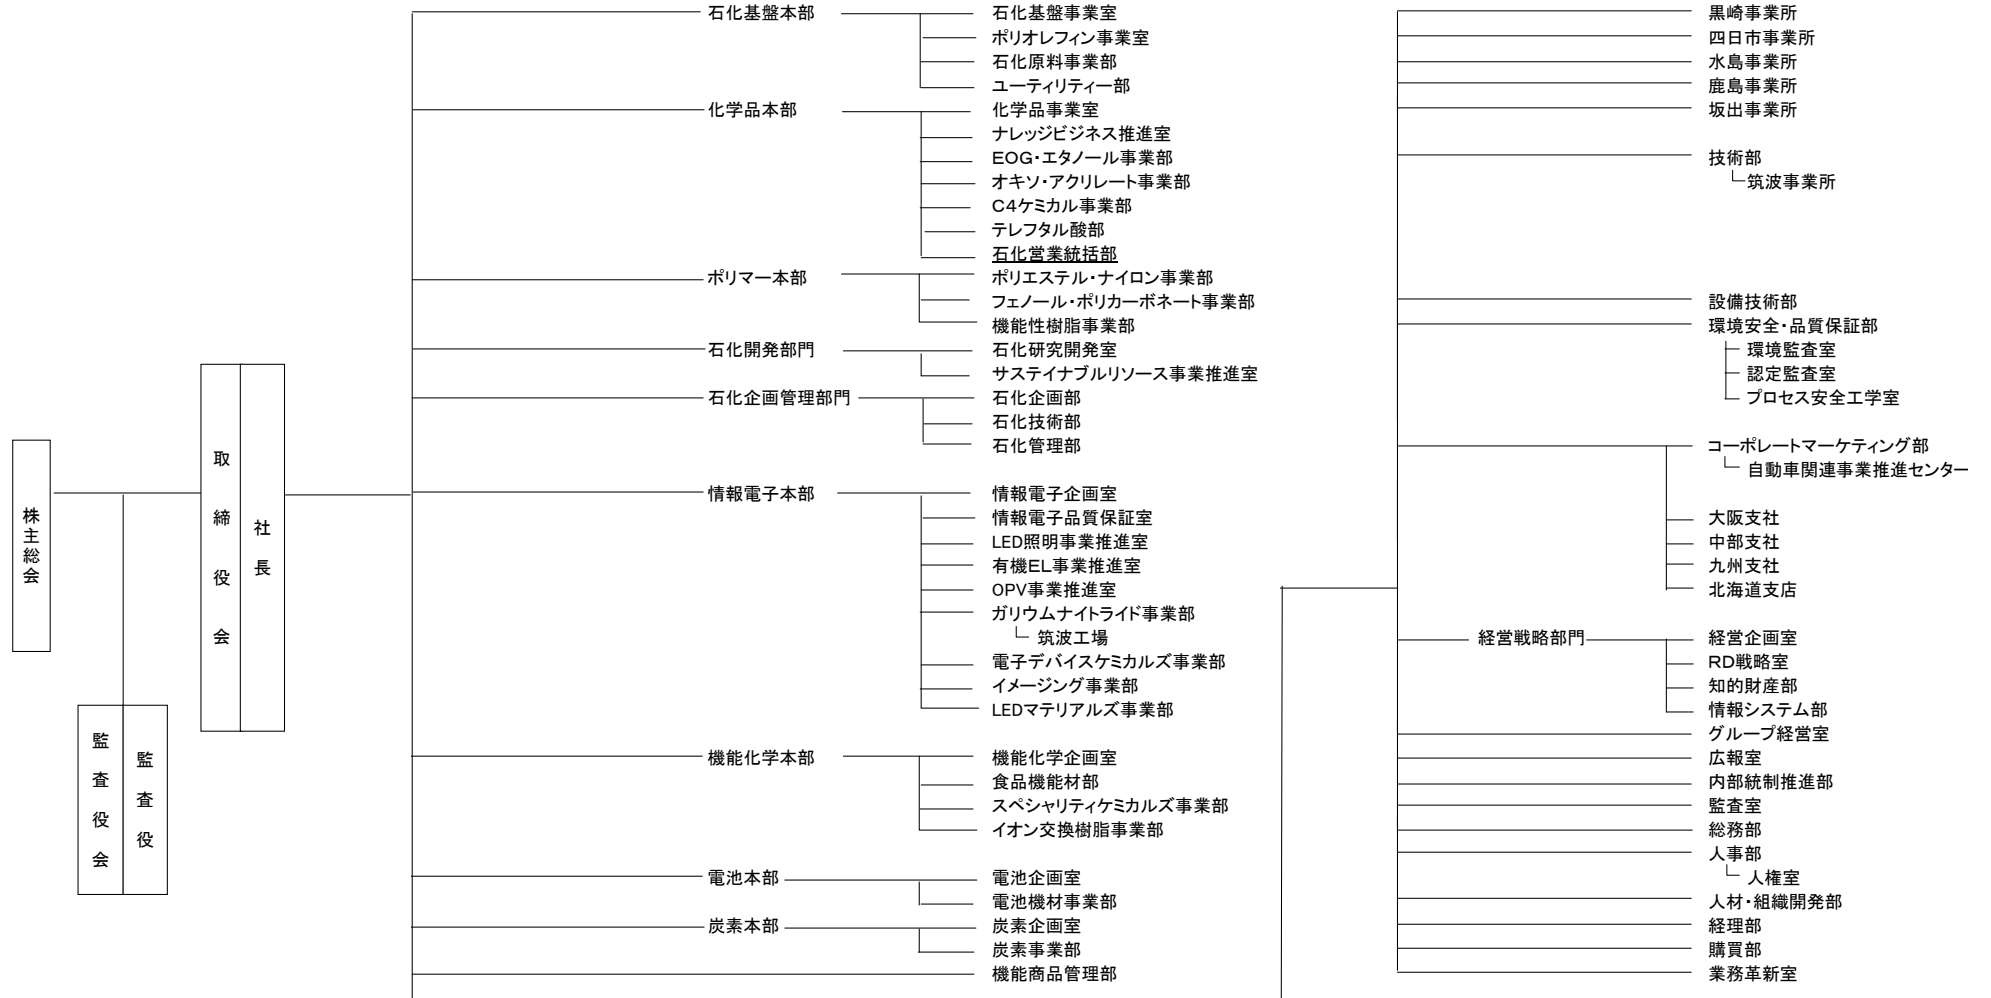 株主総会
監査役会
監査役
取締役会
社長
石化基盤本部
石化基盤事業室
ポリオレフィン事業室
石化原料事業部
ユーティリティー部
化学品本部
化学品事業室
ナレッジビジネス推進室
EOG・エタノール事業部
オキソ・アクリレート事業部
C4ケミカル事業部
テレフタル酸部
石化営業統括部
ポリマー本部
ポリエステル・ナイロン事業部
フェノール・ポリカーボネート事業部
機能性樹脂事業部
石化開発部門
石化研究開発室
サステイナブルリソース事業推進室
石化企画管理部門
石化企画部
石化技術部
石化管理部
情報電子本部
情報電子企画室
情報電子品質保証室
LED照明事業推進室
有機EL事業推進室
OPV事業推進室
ガリウムナイトライド事業部
筑波工場
電子デバイスケミカルズ事業部
イメージング事業部
LEDマテリアルズ事業部
機能化学本部
機能化学企画室
食品機能材部
スペシャリティケミカルズ事業部
イオン交換樹脂事業部
電池本部
電池企画室
電池機材事業部
炭素本部
炭素企画室
炭素事業部
機能商品管理部
黒崎事業所
四日市事業所
水島事業所
鹿島事業所
坂出事業所
技術部
筑波事業所
設備技術部
環境安全・品質保証部
環境監査室
認定監査室
プロセス安全工学室
コーポレートマーケティング部
自動車関連事業推進センター
大阪支社
中部支社
九州支社
北海道支店
経営戦略部門
経営企画室
RD戦略室
知的財産部
情報システム部
グループ経営室
広報室
内部統制推進部
監査室
総務部
人事部
人権室
人材・組織開発部
経理部
購買部
業務革新室